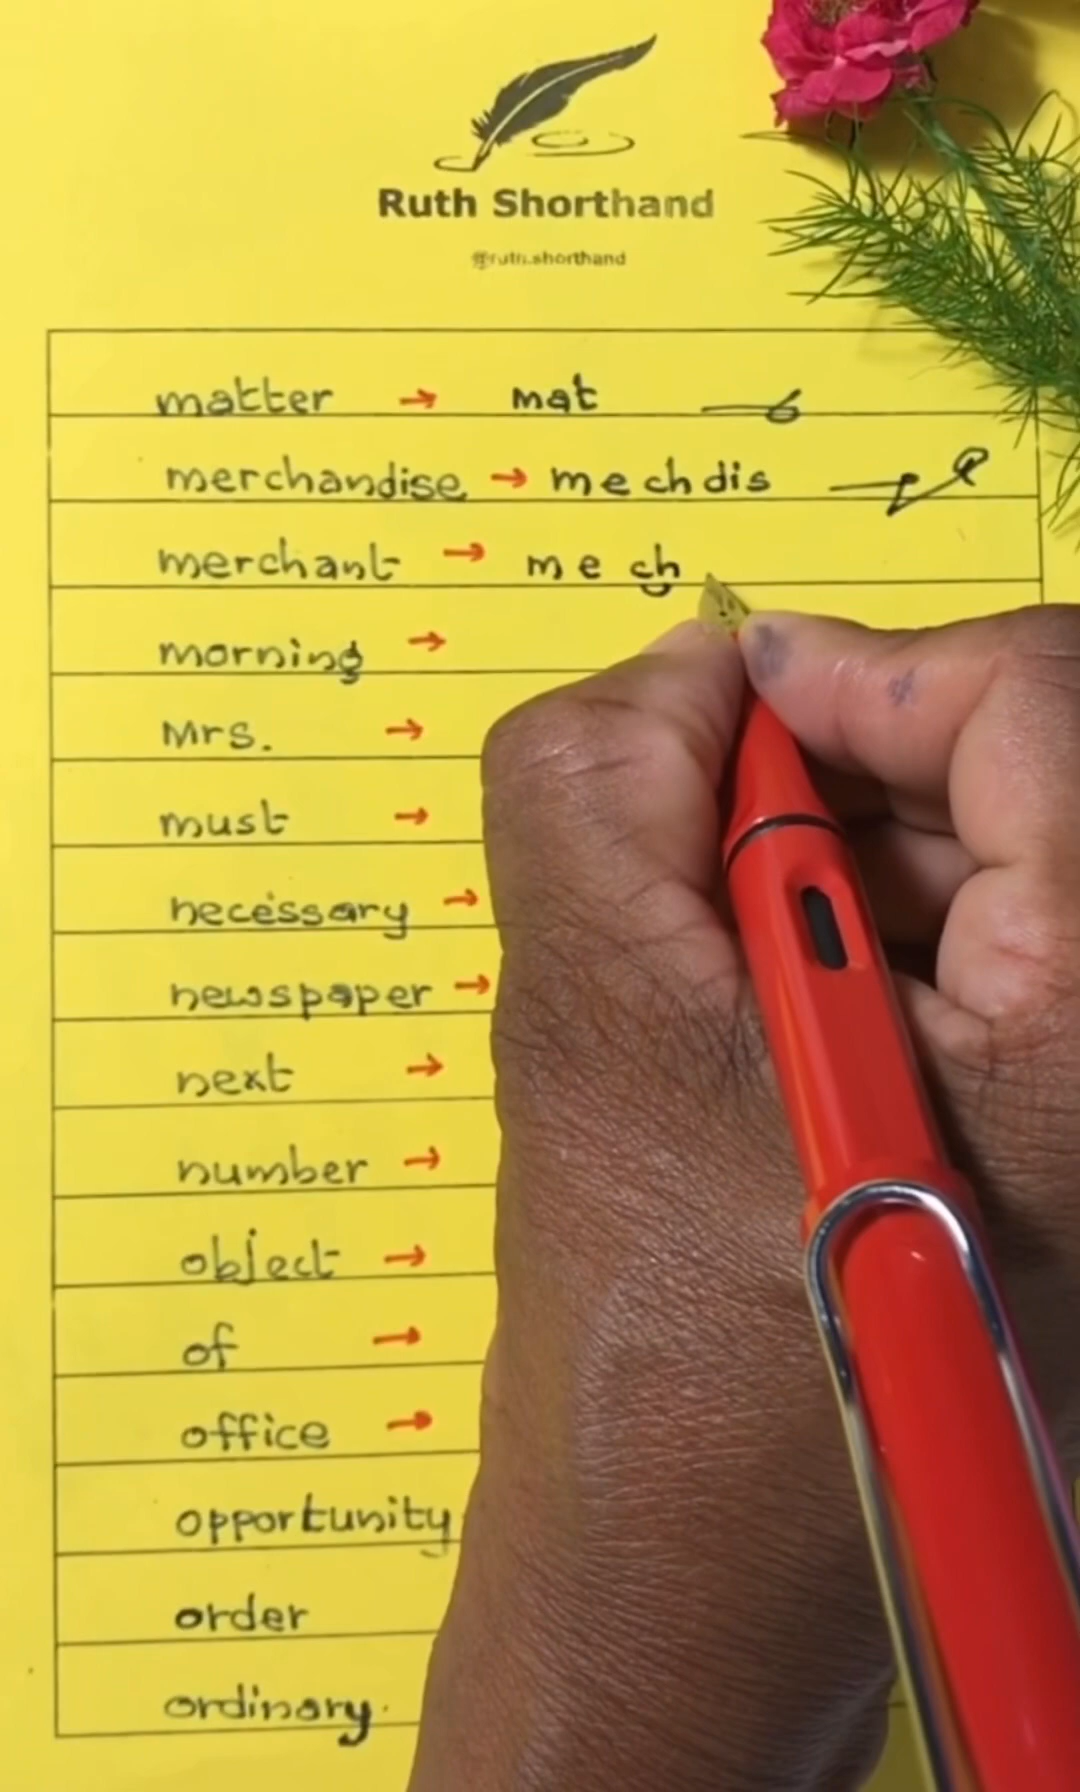 Ruth Shorthand
@ruth.shorthand
matter → mat
merchandise → mechdis
merchant → mech
morning →
Mrs. →
must →
necessary →
newspaper →
next →
number →
object →
of →
office →
opportunity
order
ordinary